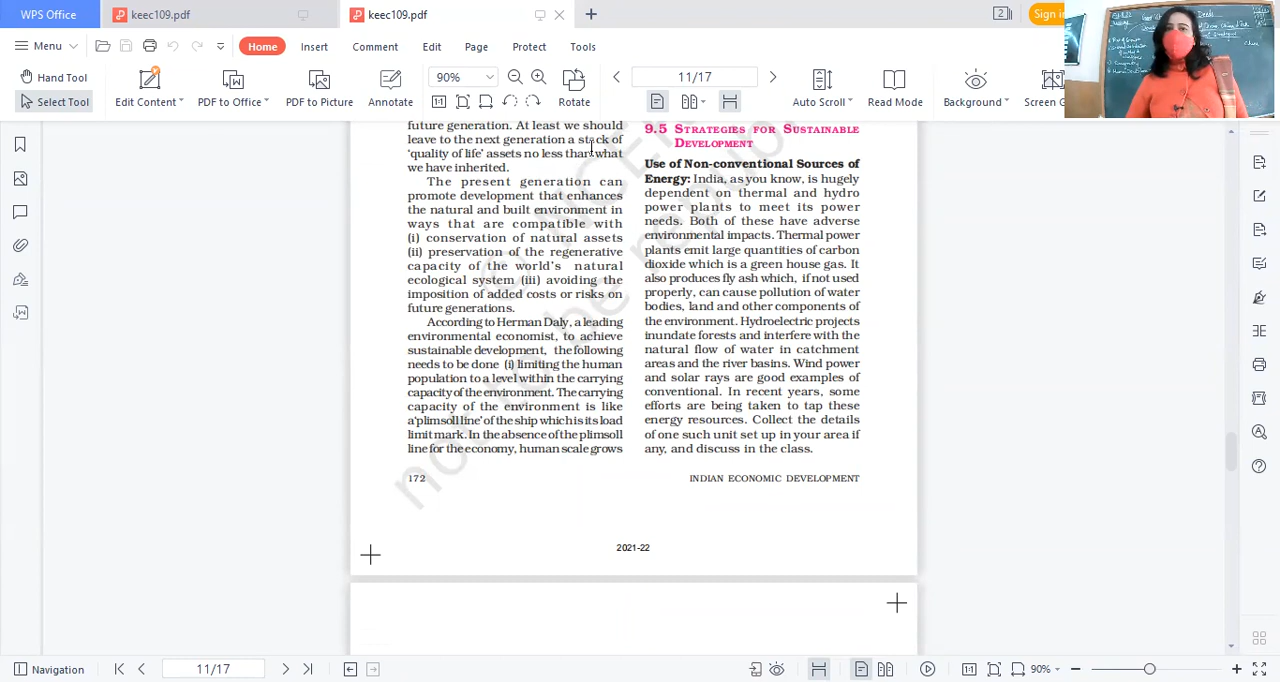 WPS Office
keec109.pdf
keec109.pdf
2
Sign in
Menu
Home
Insert
Comment
Edit
Page
Protect
Tools
Hand Tool
Select Tool
Edit Content
PDF to Office
PDF to Picture
Annotate
90%
1:1
Rotate
11/17
Auto Scroll
Read Mode
Background
Screen G
future generation. At least we should
leave to the next generation a stack of
‘quality of life’ assets no less than what
we have inherited.
The present generation can
promote development that enhances
the natural and built environment in
ways that are compatible with
(i) conservation of natural assets
(ii) preservation of the regenerative
capacity of the world’s natural
ecological system (iii) avoiding the
imposition of added costs or risks on
future generations.
According to Herman Daly, a leading
environmental economist, to achieve
sustainable development, the following
needs to be done (i) limiting the human
population to a level within the carrying
capacity of the environment. The carrying
capacity of the environment is like
a ‘plimsoll line’ of the ship which is its load
limit mark. In the absence of the plimsoll
line for the economy, human scale grows
172
9.5 STRATEGIES FOR SUSTAINABLE
DEVELOPMENT
Use of Non-conventional Sources of
Energy: India, as you know, is hugely
dependent on thermal and hydro
power plants to meet its power
needs. Both of these have adverse
environmental impacts. Thermal power
plants emit large quantities of carbon
dioxide which is a green house gas. It
also produces fly ash which, if not used
properly, can cause pollution of water
bodies, land and other components of
the environment. Hydroelectric projects
inundate forests and interfere with the
natural flow of water in catchment
areas and the river basins. Wind power
and solar rays are good examples of
conventional. In recent years, some
efforts are being taken to tap these
energy resources. Collect the details
of one such unit set up in your area if
any, and discuss in the class.
INDIAN ECONOMIC DEVELOPMENT
2021-22
Navigation
11/17
1:1
90%